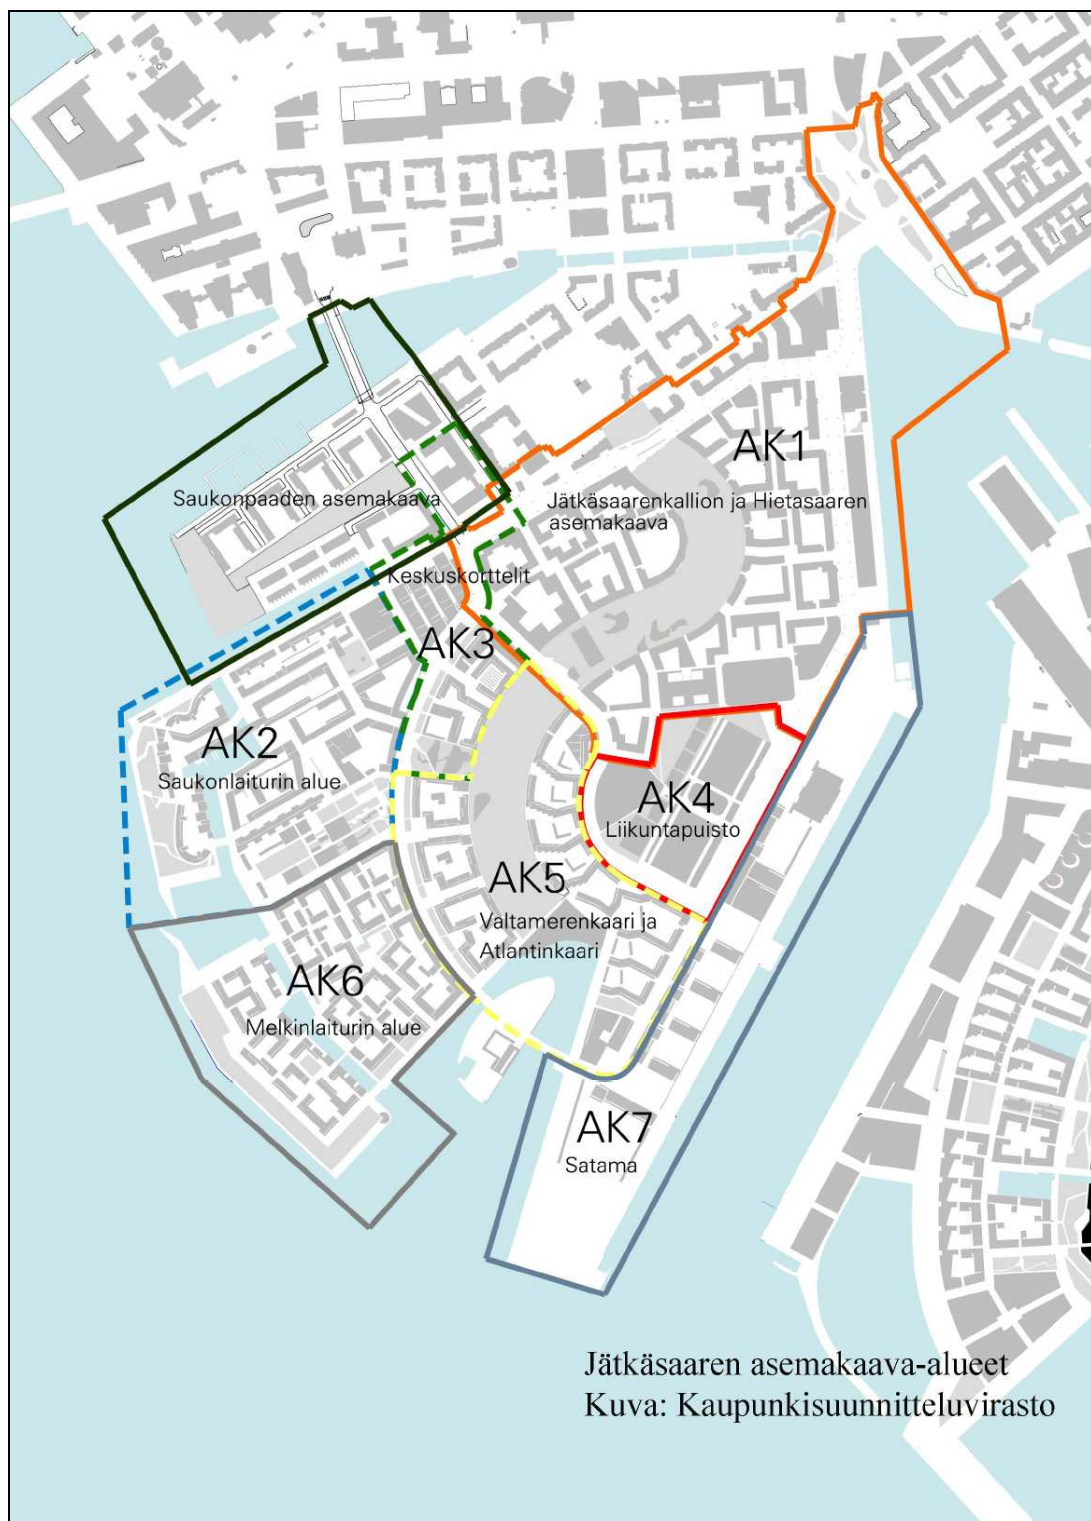 AK1
Saukonpaaden asemakaava
Jätkäsaarenkallion ja Hietasaaren
asemakaava
Keskuskorttelit
AK3
AK2
Saukonlaiturin alue
AK4
Liikuntapuisto
AK5
Valtamerenkaari ja
Atlantinkaari
AK6
Melkinlaiturin alue
AK7
Satama
Jätkäsaaren asemakaava-alueet
Kuva: Kaupunkisuunnitteluvirasto